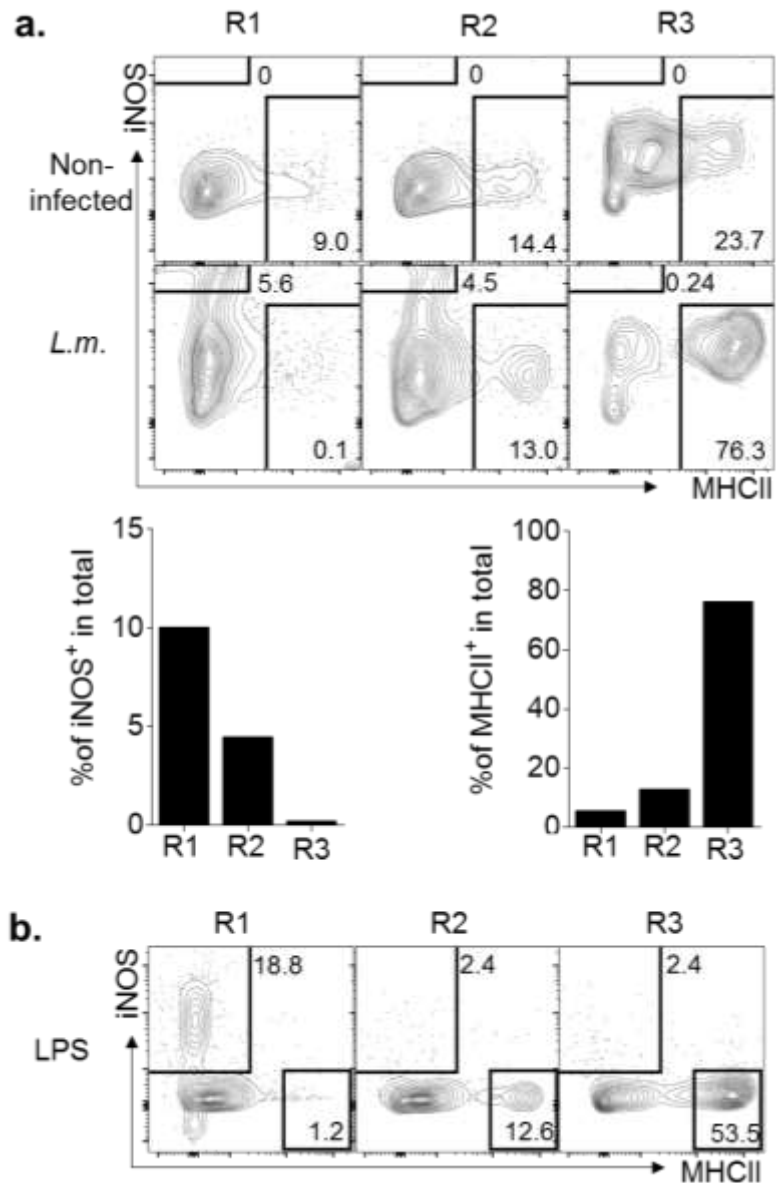 a.
R1 R2 R3
iNOS
0 0 0
Non-
infected
9.0 14.4 23.7
5.6 4.5 0.24
L.m.
0.1 13.0 76.3
MHCII
%of iNOS+ in total
15
10
5
0
R1 R2 R3
%of MHCII+ in total
100
80
60
40
20
0
R1 R2 R3
b.
R1 R2 R3
iNOS
18.8 2.4 2.4
LPS
1.2 12.6 53.5
MHCII